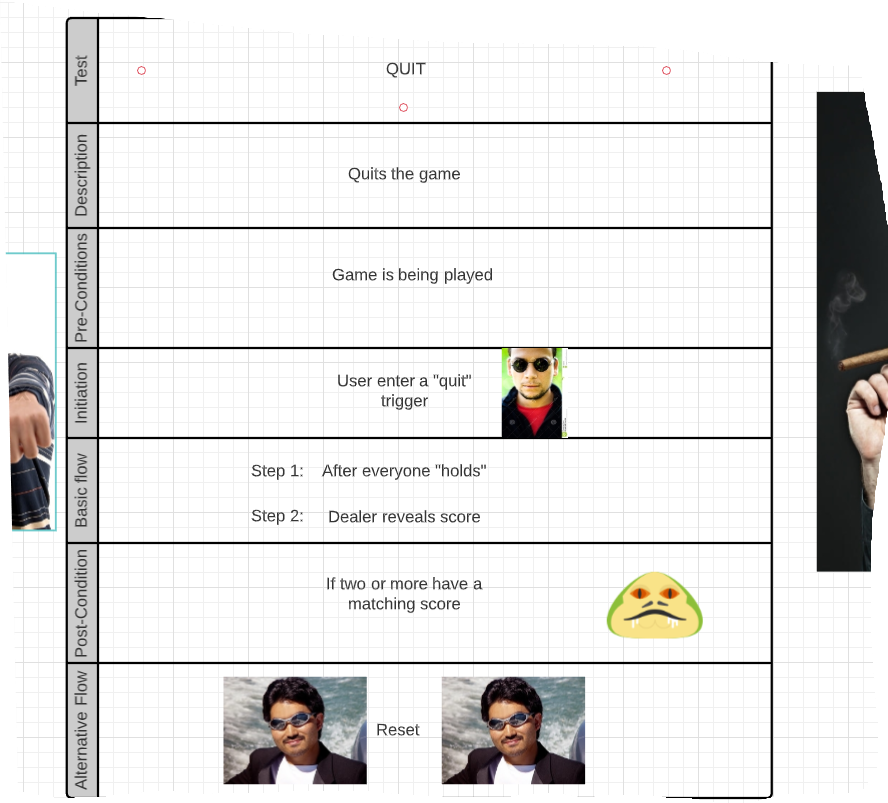 Test
QUIT
Description
Quits the game
Pre-Conditions
Game is being played
Initiation
User enter a "quit"
trigger
Basic flow
Step 1: After everyone "holds"
Step 2: Dealer reveals score
Post-Condition
If two or more have a
matching score
Alternative Flow
Reset